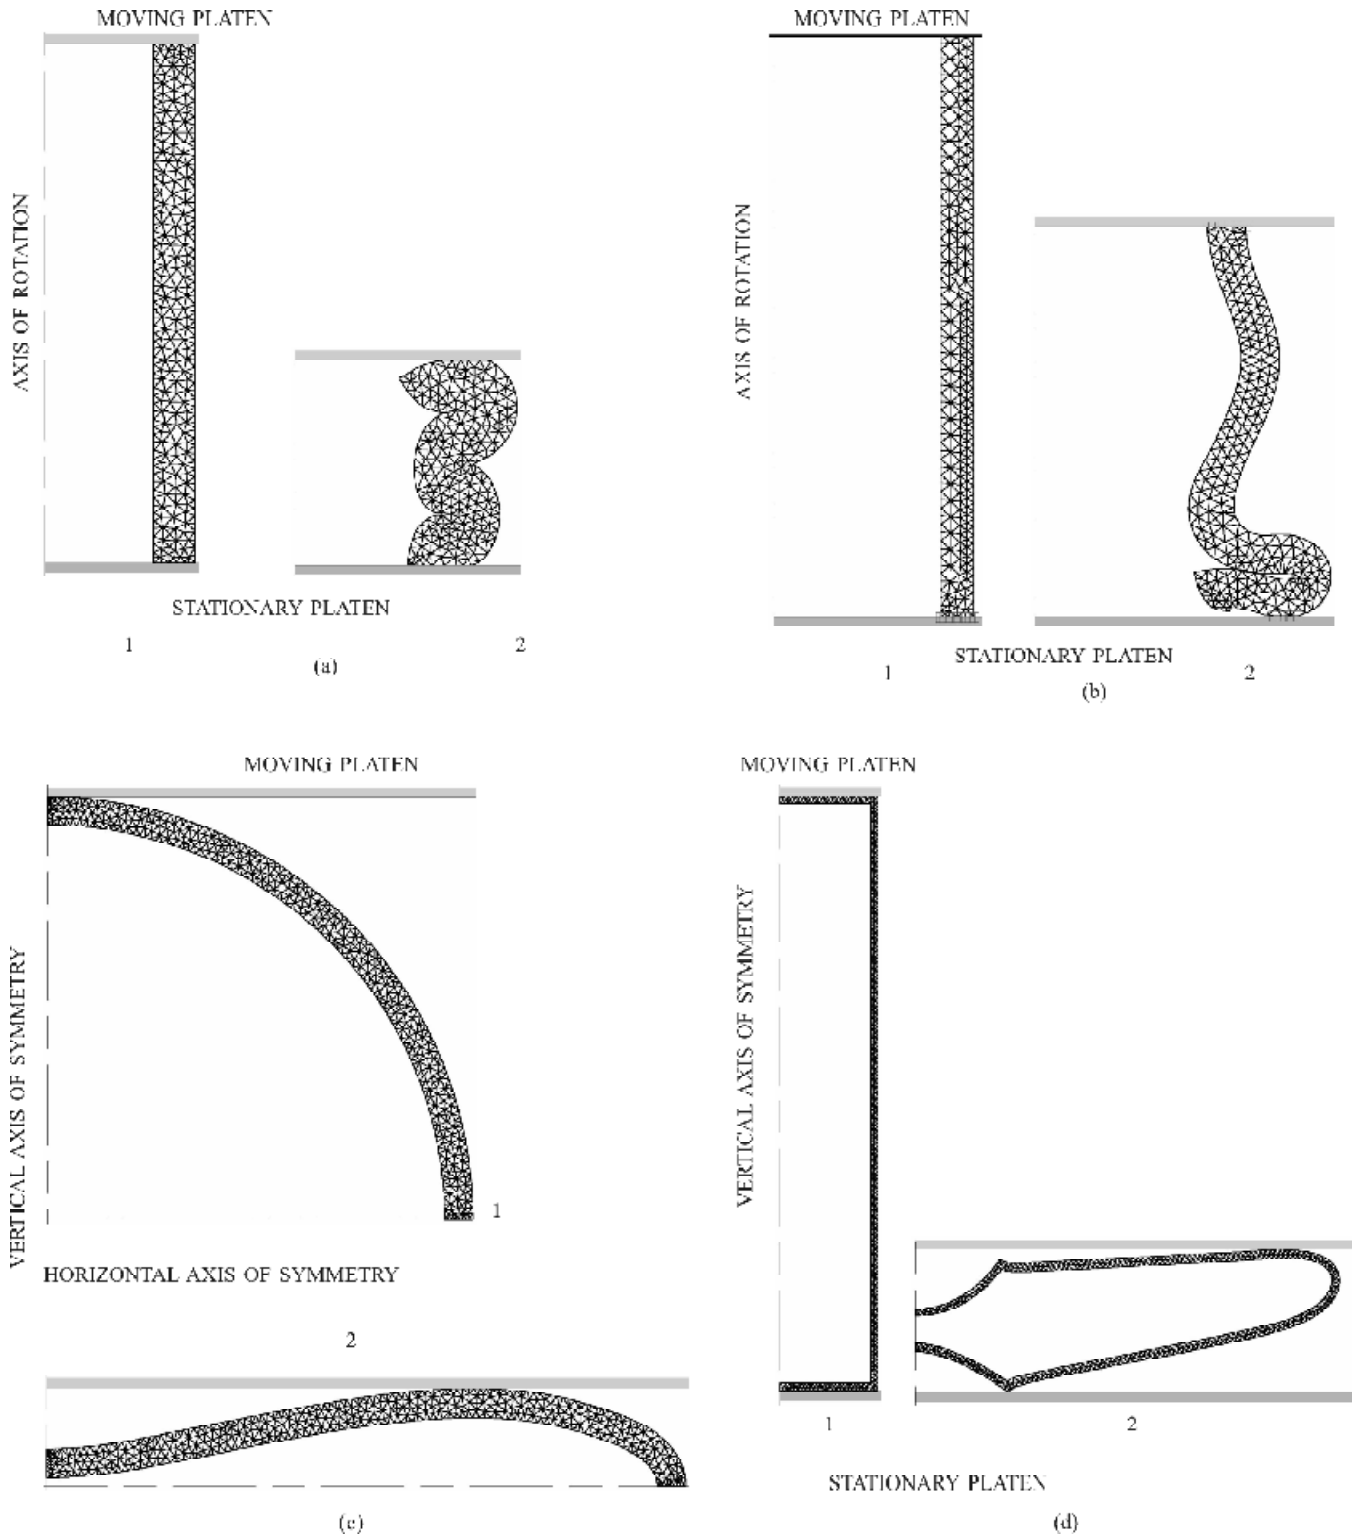 MOVING PLATEN
MOVING PLATEN
AXIS OF ROTATION
AXIS OF ROTATION
STATIONARY PLATEN
1
2
(a)
STATIONARY PLATEN
1
2
(b)
MOVING PLATEN
MOVING PLATEN
VERTICAL AXIS OF SYMMETRY
VERTICAL AXIS OF SYMMETRY
1
HORIZONTAL AXIS OF SYMMETRY
2
1
2
STATIONARY PLATEN
(c)
(d)